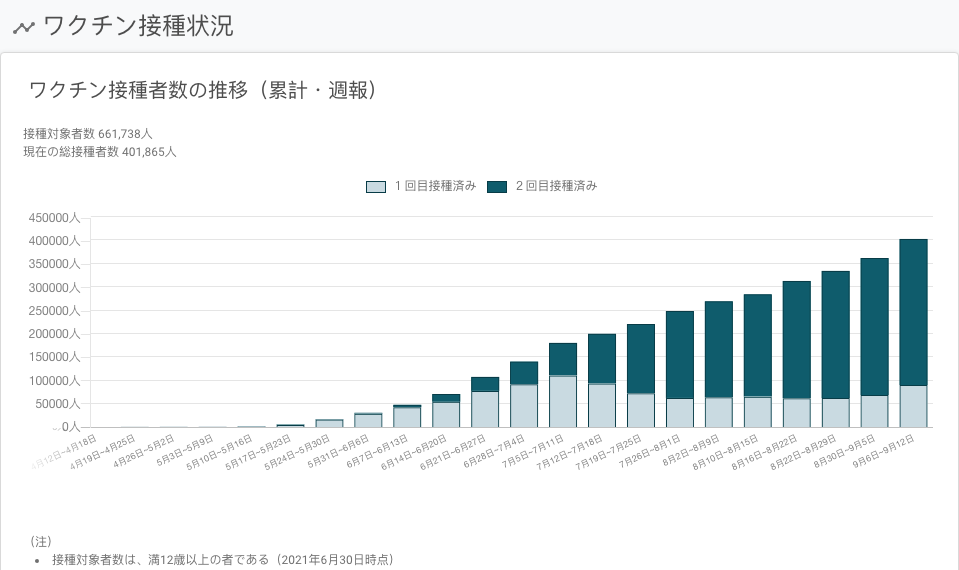 ワクチン接種状況
ワクチン接種者数の推移（累計・週報）
接種対象者数 661,738人
現在の総接種者数 401,865人
1 回目接種済み
2 回目接種済み
450000人
400000人
350000人
300000人
250000人
200000人
150000人
100000人
50000人
0人
4月12日~4月18日
4月19日~4月25日
4月26日~5月2日
5月3日~5月9日
5月10日~5月16日
5月17日~5月23日
5月24日~5月30日
5月31日~6月6日
6月7日~6月13日
6月14日~6月20日
6月21日~6月27日
6月28日~7月4日
7月5日~7月11日
7月12日~7月18日
7月19日~7月25日
7月26日~8月1日
8月2日~8月9日
8月10日~8月15日
8月16日~8月22日
8月22日~8月29日
8月30日~9月5日
9月6日~9月12日
（注）
• 接種対象者数は、満12歳以上の者である（2021年6月30日時点）